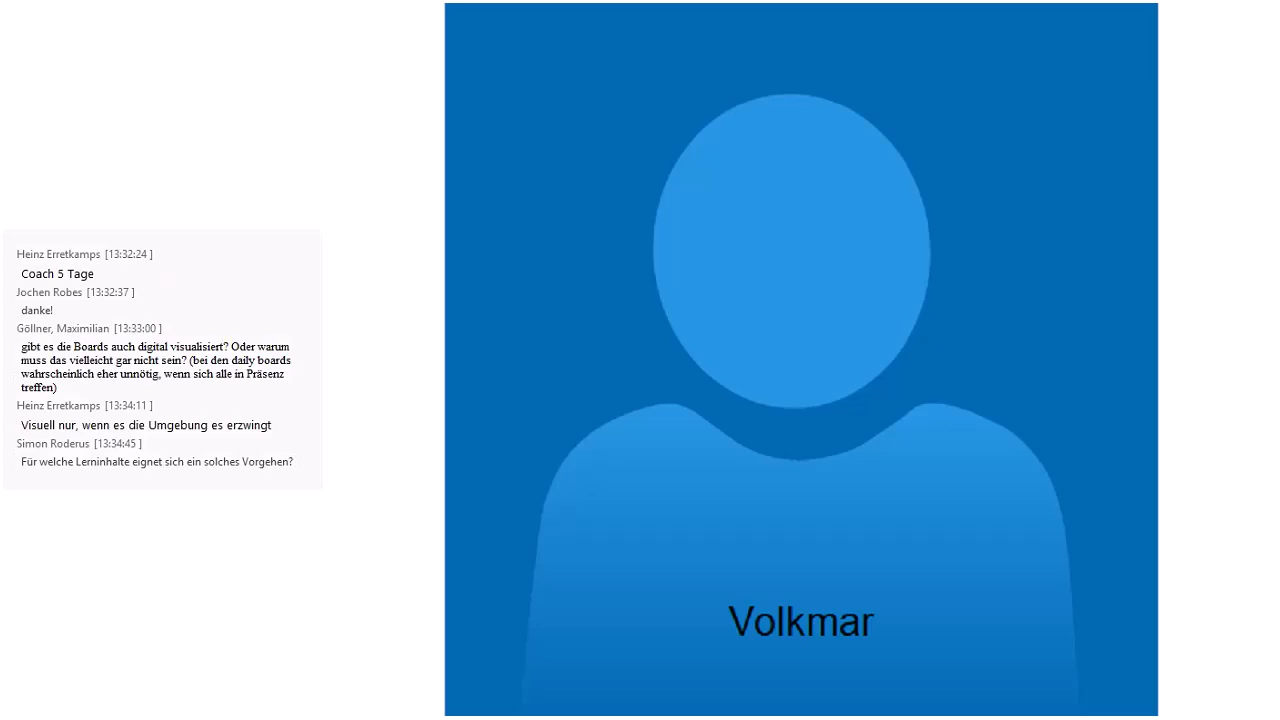 Heinz Erretkamps [13:32:24 ]
Coach 5 Tage
Jochen Robes [13:32:37 ]
danke!
Göllner, Maximilian [13:33:00 ]
gibt es die Boards auch digital visualisiert? Oder warum
muss das vielleicht gar nicht sein? (bei den daily boards
wahrscheinlich eher unnötig, wenn sich alle in Präsenz
treffen)
Heinz Erretkamps [13:34:11 ]
Visuell nur, wenn es die Umgebung es erzwingt
Simon Roderus [13:34:45 ]
Für welche Lerninhalte eignet sich ein solches Vorgehen?
Volkmar